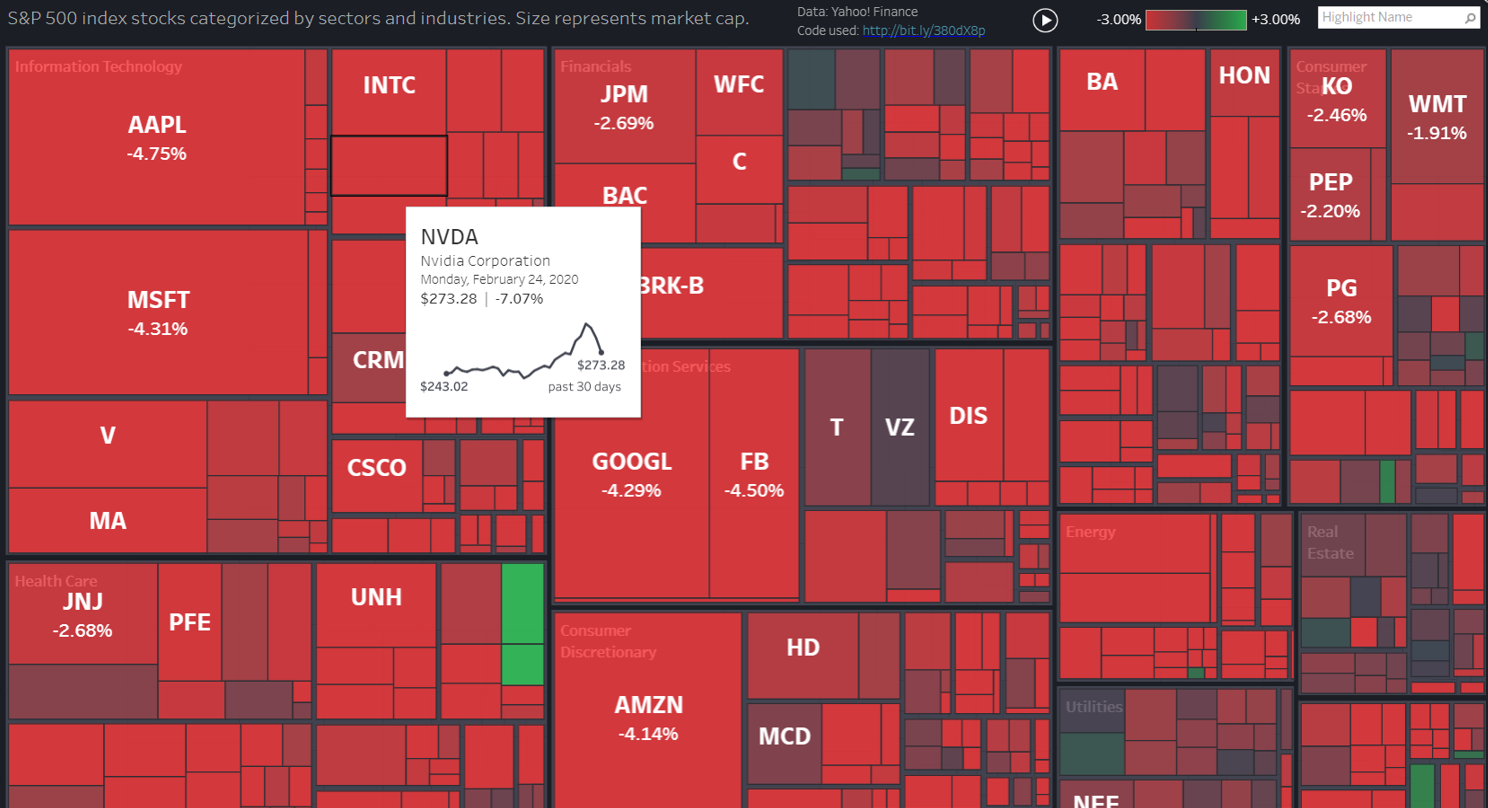 S&P 500 index stocks categorized by sectors and industries. Size represents market cap.
Data: Yahoo! Finance
Code used: http://bit.ly/380dX8p
-3.00%
+3.00%
Highlight Name
Information Technology
AAPL
-4.75%
INTC
MSFT
-4.31%
CRM
V
MA
CSCO
NVDA
Nvidia Corporation
Monday, February 24, 2020
$273.28 | -7.07%
$273.28
$243.02
past 30 days
Financials
JPM
-2.69%
WFC
C
BAC
BRK-B
tion Services
GOOGL
-4.29%
FB
-4.50%
T
VZ
DIS
BA
HON
Consumer
KO
-2.46%
WMT
-1.91%
PEP
-2.20%
PG
-2.68%
Health Care
JNJ
-2.68%
PFE
UNH
Consumer
Discretionary
AMZN
-4.14%
HD
MCD
Energy
Real
Estate
Utilities
NEE